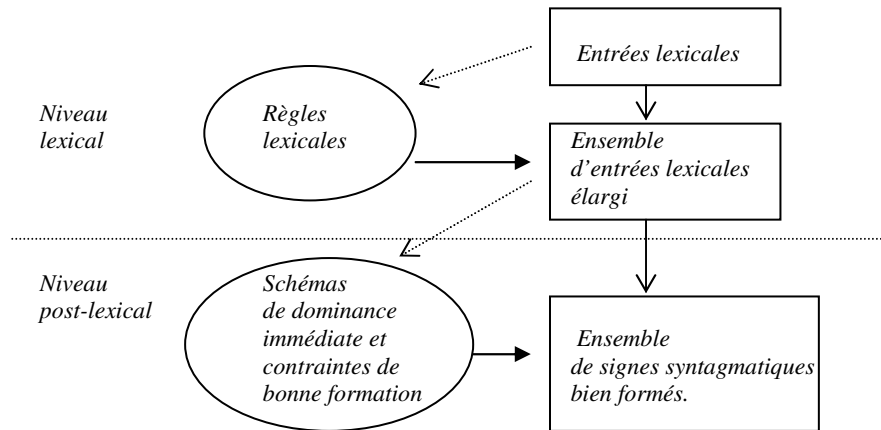 Entrées lexicales
Niveau
lexical
Règles
lexicales
Ensemble
d’entrées lexicales
élargi
Niveau
post-lexical
Schémas
de dominance
immédiate et
contraintes de
bonne formation
Ensemble
de signes syntagmatiques
bien formés.